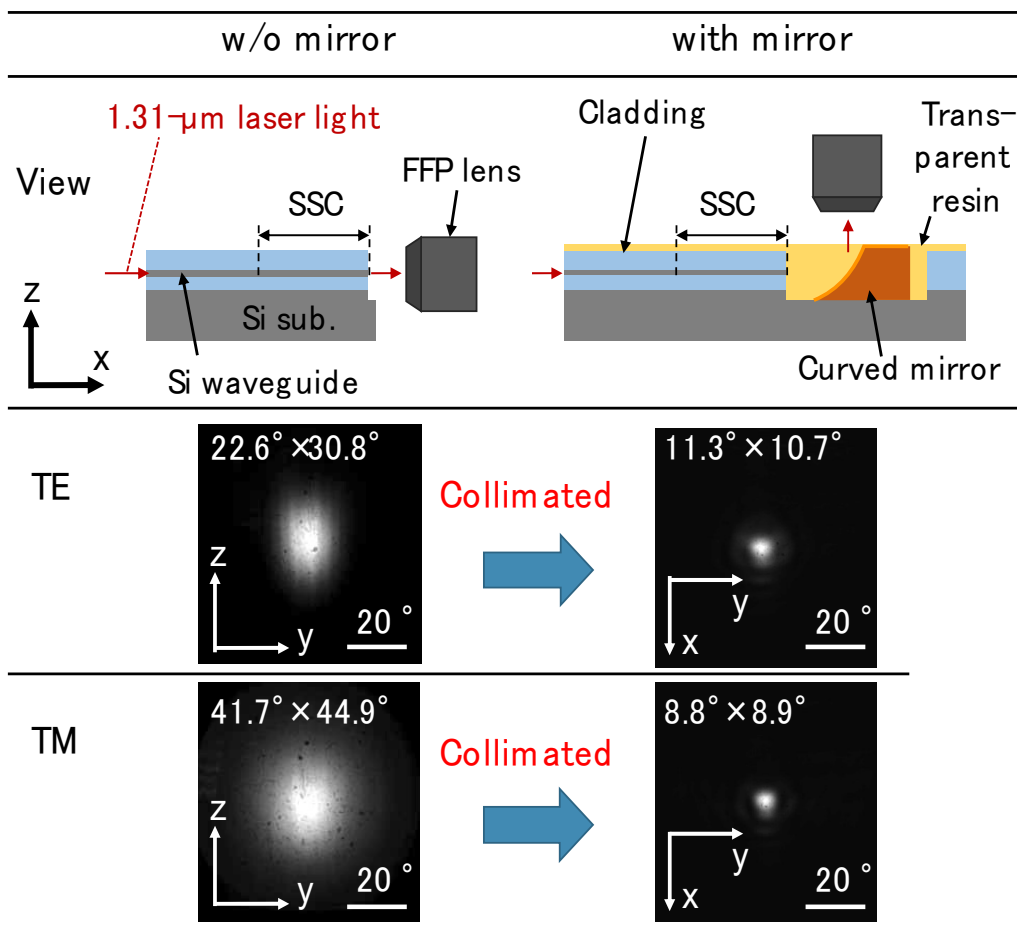 w/o mirror
with mirror
View
1.31-μm laser light
SSC
FFP lens
Si sub.
Si waveguide
z
x
Cladding
SSC
Trans-
parent
resin
Curved mirror
TE
22.6°×30.8°
z
y
20 °
Collimated
11.3°×10.7°
y
x
20 °
TM
41.7°×44.9°
z
y
20 °
Collimated
8.8°×8.9°
y
x
20 °